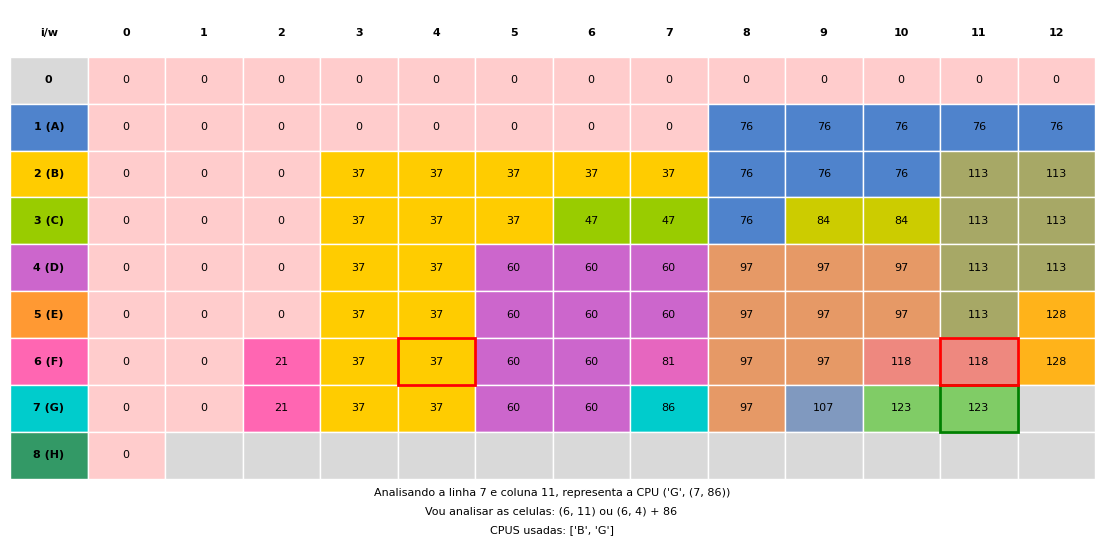 i/w 0 1 2 3 4 5 6 7 8 9 10 11 12
0 0 0 0 0 0 0 0 0 0 0 0 0 0
1 (A) 0 0 0 0 0 0 0 0 76 76 76 76 76
2 (B) 0 0 0 37 37 37 37 37 76 76 76 113 113
3 (C) 0 0 0 37 37 37 47 47 76 84 84 113 113
4 (D) 0 0 0 37 37 60 60 60 97 97 97 113 113
5 (E) 0 0 0 37 37 60 60 60 97 97 97 113 128
6 (F) 0 0 21 37 37 60 60 81 97 97 118 118 128
7 (G) 0 0 21 37 37 60 60 86 97 107 123 123
8 (H) 0
Analisando a linha 7 e coluna 11, representa a CPU ('G', (7, 86))
Vou analisar as celulas: (6, 11) ou (6, 4) + 86
CPUS usadas: ['B', 'G']